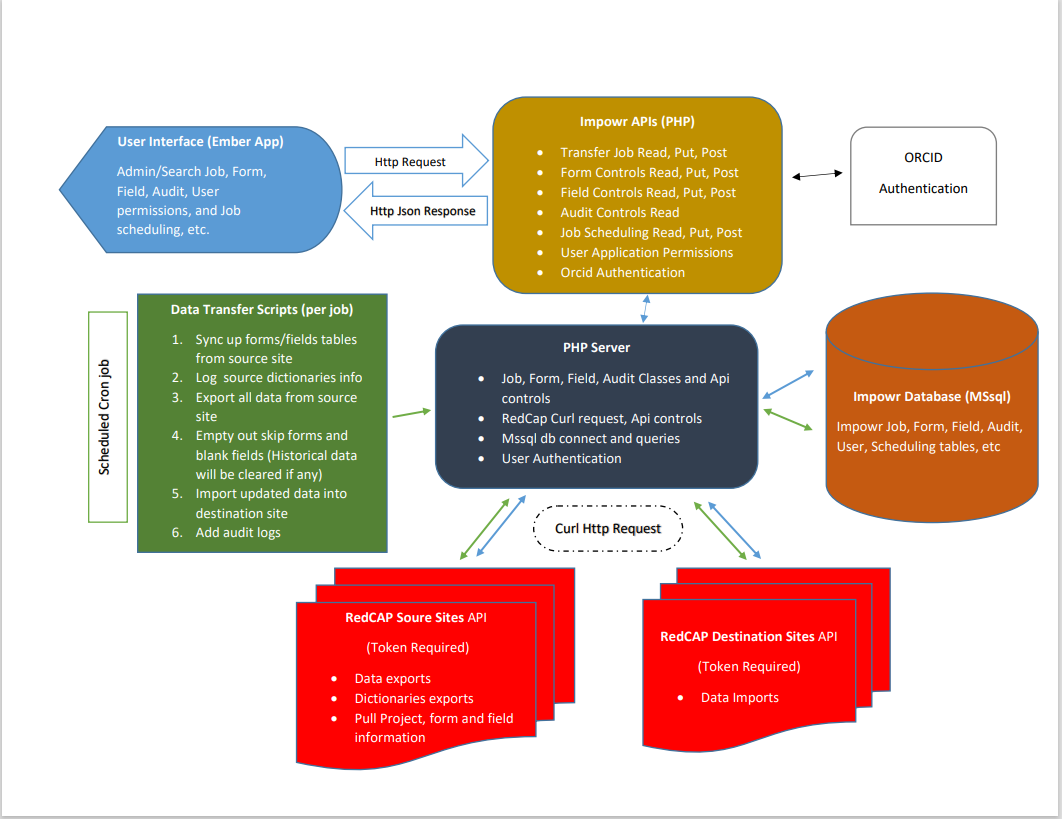 User Interface (Ember App)
Admin/Search Job, Form,
Field, Audit, User
permissions, and Job
scheduling, etc.
Http Request
Http Json Response
Impowr APIs (PHP)
• Transfer Job Read, Put, Post
• Form Controls Read, Put, Post
• Field Controls Read, Put, Post
• Audit Controls Read
• Job Scheduling Read, Put, Post
• User Application Permissions
• Orcid Authentication
ORCID
Authentication
Scheduled Cron job
Data Transfer Scripts (per job)
1. Sync up forms/fields tables
from source site
2. Log source dictionaries info
3. Export all data from source
site
4. Empty out skip forms and
blank fields (Historical data
will be cleared if any)
5. Import updated data into
destination site
6. Add audit logs
PHP Server
• Job, Form, Field, Audit Classes and Api
controls
• RedCap Curl request, Api controls
• Mssql db connect and queries
• User Authentication
Impowr Database (MSsql)
Impowr Job, Form, Field, Audit,
User, Scheduling tables, etc
Curl Http Request
RedCAP Soure Sites API
(Token Required)
• Data exports
• Dictionaries exports
• Pull Project, form and field
information
RedCAP Destination Sites API
(Token Required)
• Data Imports